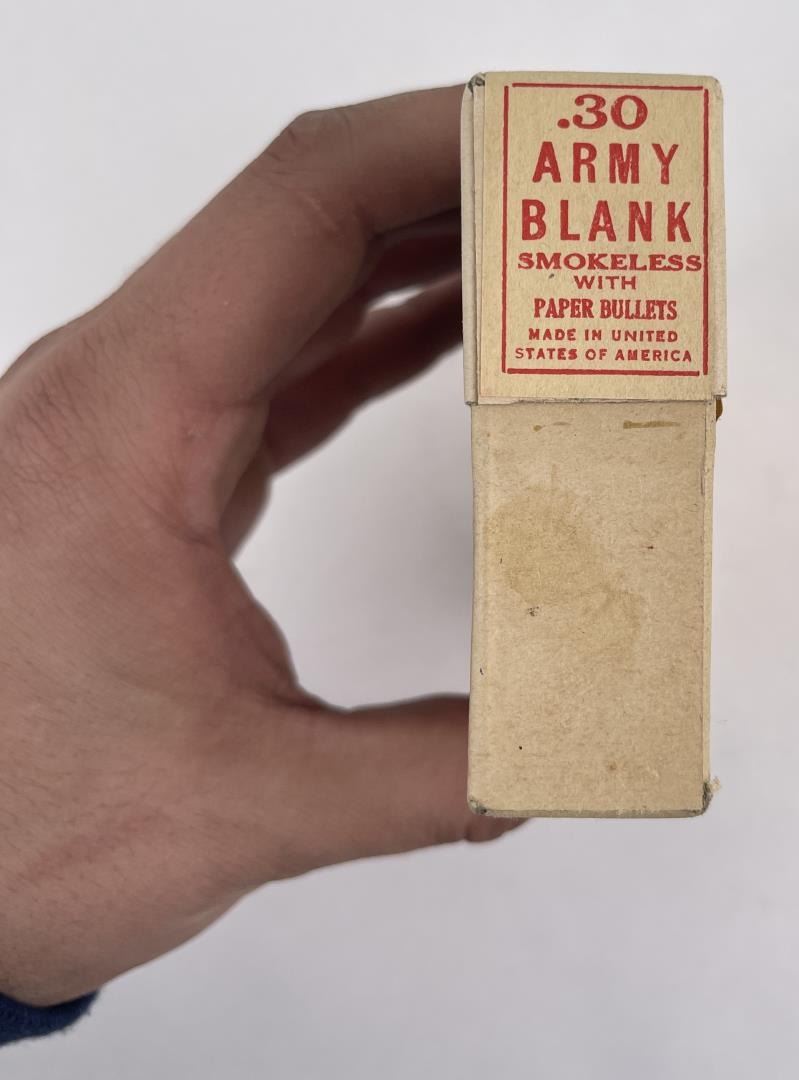 .30
ARMY
BLANK
SMOKELESS
WITH
PAPER BULLETS
MADE IN UNITED
STATES OF AMERICA